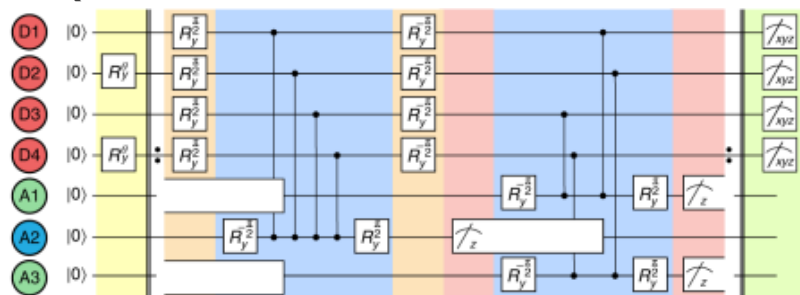 D1 |0⟩ R_y^{π/2} R_y^{-π/2} xyz
D2 |0⟩ R_y^θ R_y^{π/2} R_y^{-π/2} xyz
D3 |0⟩ R_y^{π/2} R_y^{-π/2} xyz
D4 |0⟩ R_y^θ R_y^{π/2} R_y^{-π/2} xyz
A1 |0⟩ R_y^{-π/2} R_y^{π/2} z
A2 |0⟩ R_y^{-π/2} R_y^{π/2} z
A3 |0⟩ R_y^{-π/2} R_y^{π/2} z